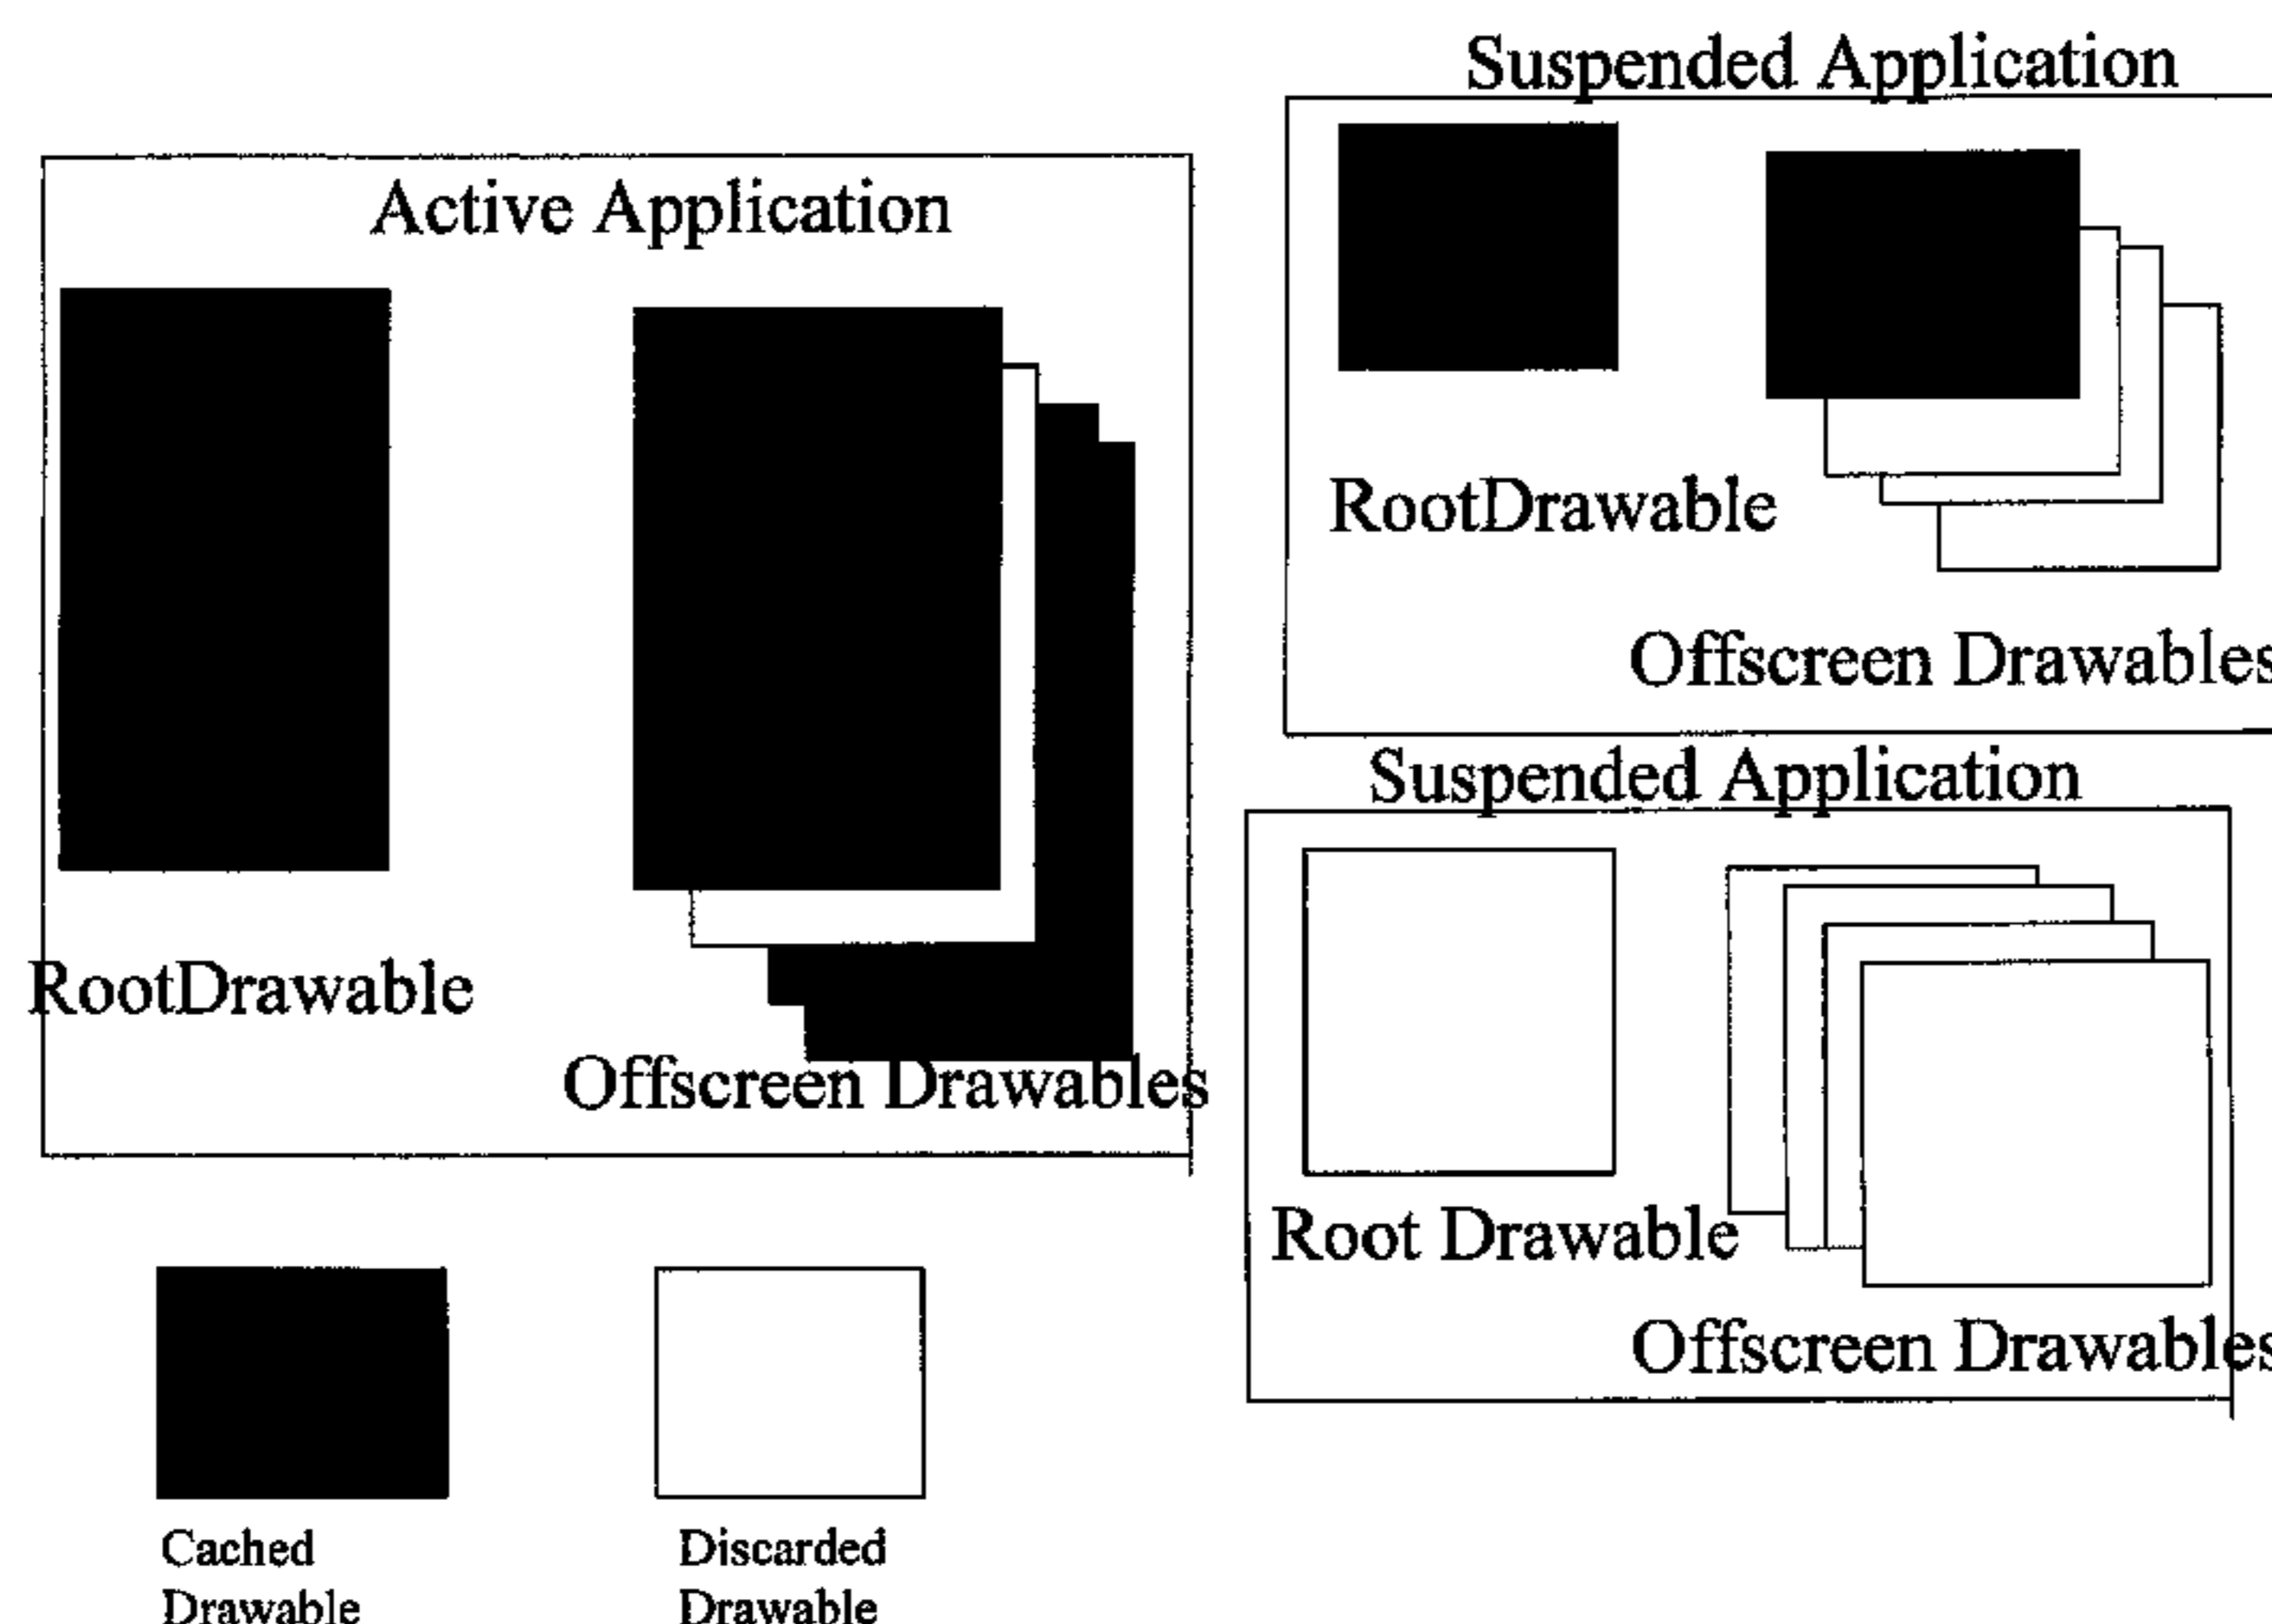 Active Application
RootDrawable
Offscreen Drawables
Suspended Application
RootDrawable
Offscreen Drawables
Suspended Application
Root Drawable
Offscreen Drawables
Cached
Drawable
Discarded
Drawable